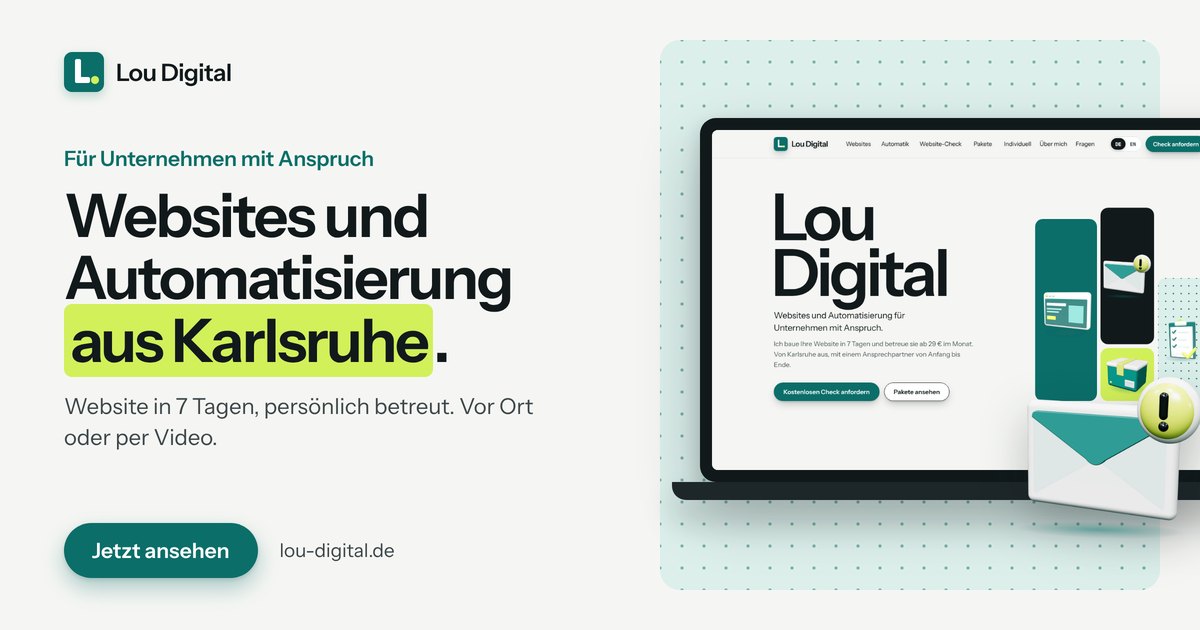 L. Lou Digital
Für Unternehmen mit Anspruch
Websites und
Automatisierung
aus Karlsruhe.
Website in 7 Tagen, persönlich betreut. Vor Ort
oder per Video.
Jetzt ansehen
lou-digital.de
L Lou Digital
Websites
Automatik
Website-Check
Pakete
Individuell
Über mich
Fragen
DE
EN
Check anfordern
Lou
Digital
Websites und Automatisierung für
Unternehmen mit Anspruch.
Ich baue Ihre Website in 7 Tagen und betreue sie ab 29 € im Monat.
Von Karlsruhe aus, mit einem Ansprechpartner von Anfang bis
Ende.
Kostenlosen Check anfordern
Pakete ansehen
!
!